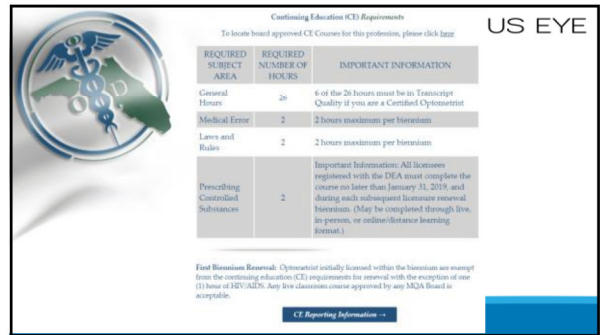 Continuing Education (CE) Requirements
US EYE
To locate board approved CE Courses for this profession, please click here
REQUIRED SUBJECT AREA
REQUIRED NUMBER OF HOURS
IMPORTANT INFORMATION
General Hours
26
6 of the 26 hours must be in Transcript
Quality if you are a Certified Optometrist
Medical Error
2
2 hours maximum per biennium
Laws and Rules
2
2 hours maximum per biennium
Prescribing Controlled Substances
2
Important Information: All licensees
registered with the DEA must complete the
course no later than January 31, 2019, and
during each subsequent licensure renewal
biennium. (May be completed through live,
in-person, or online/distance learning
format.)
First Biennium Renewal: Optometrist initially licensed within the biennium are exempt
from the continuing education (CE) requirements for renewal with the exception of one
(1) hour of HIV/AIDS. Any live classroom course approved by any MQA Board is
acceptable.
CE Reporting Information →